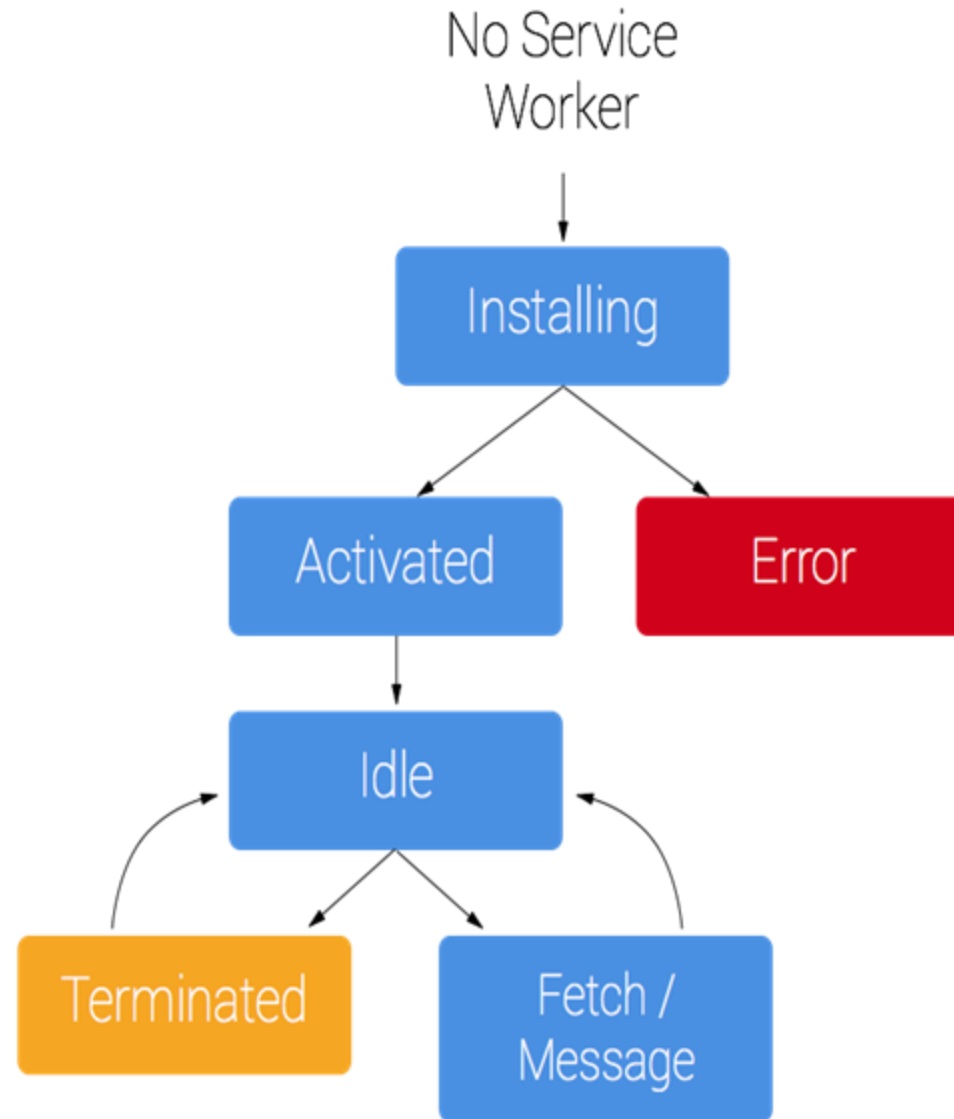 No Service
Worker
Installing
Activated
Error
Idle
Terminated
Fetch /
Message